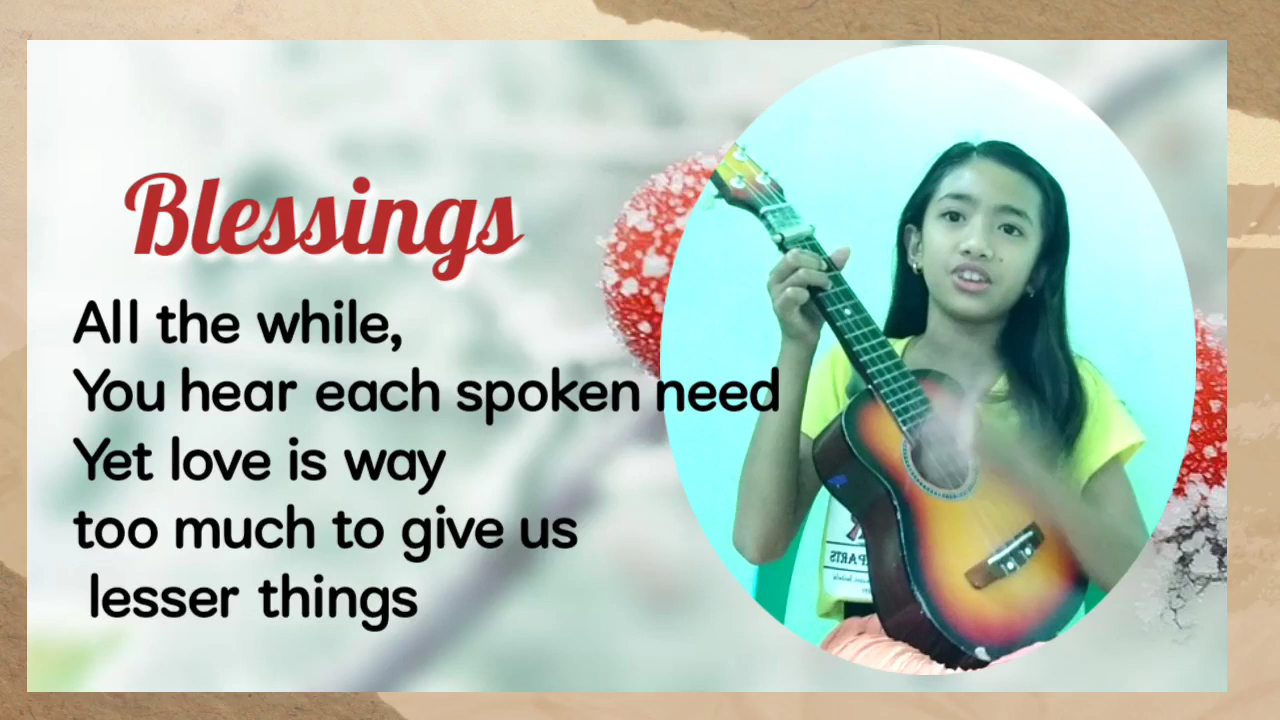 Blessings
All the while,
You hear each spoken need
Yet love is way
too much to give us
lesser things
PARTS